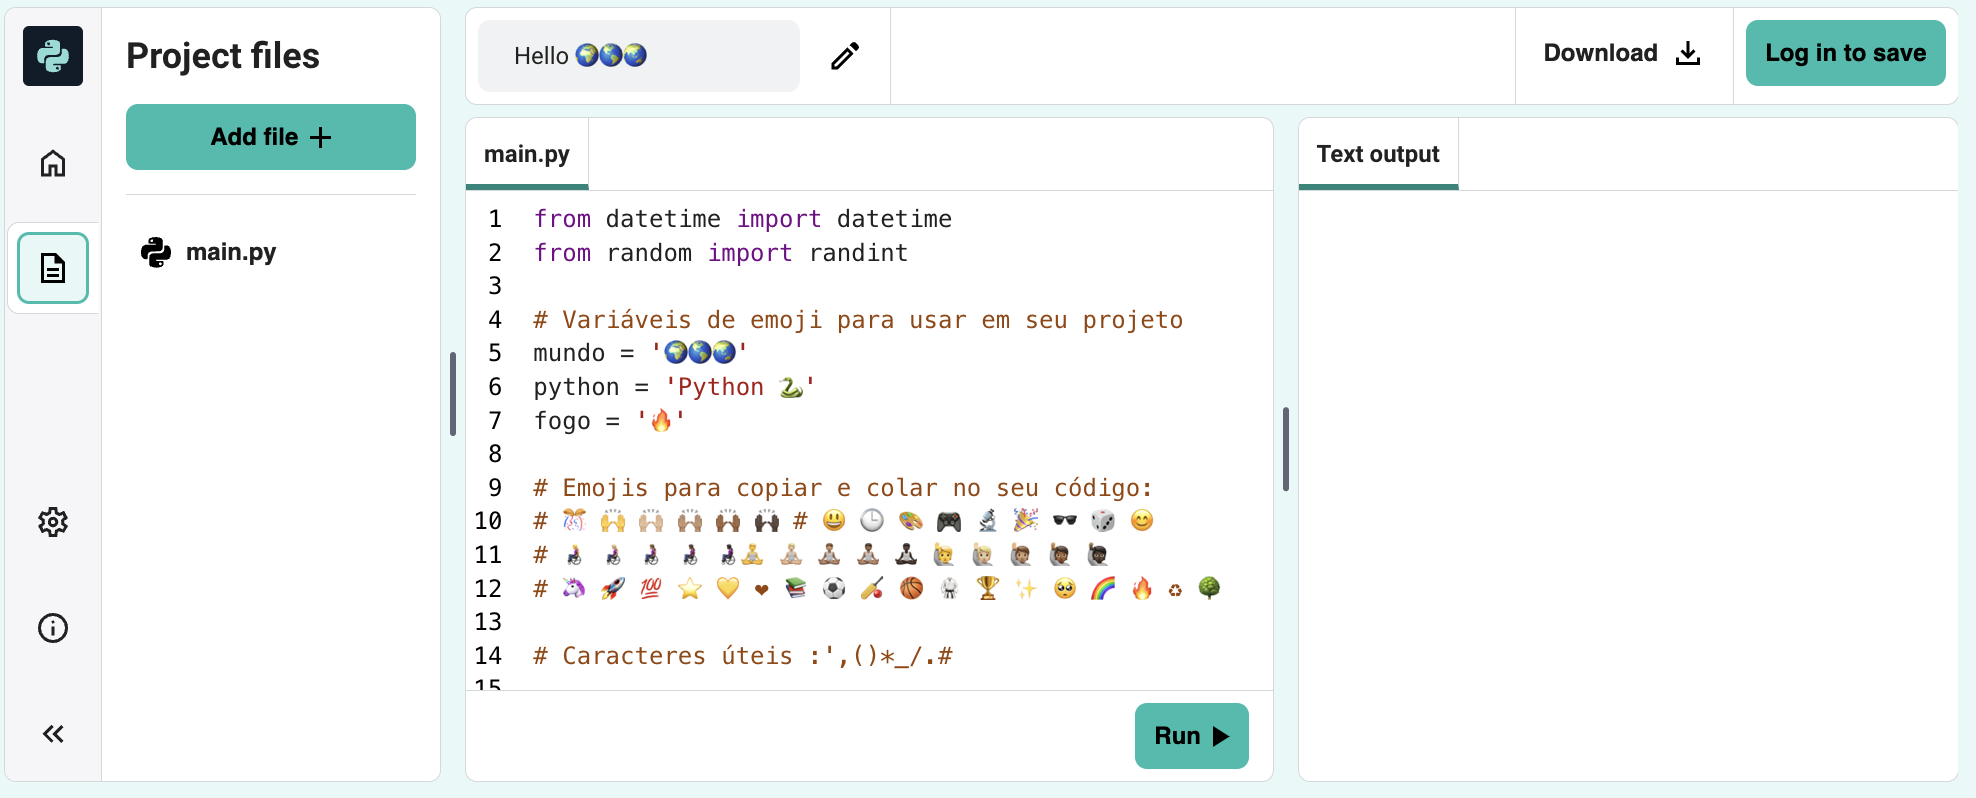 Project files
Add file +
main.py
Hello 🌍🌎🌏
Download
Log in to save
main.py
1 from datetime import datetime
2 from random import randint
3
4 # Variáveis de emoji para usar em seu projeto
5 mundo = '🌍🌎🌏'
6 python = 'Python 🐍'
7 fogo = '🔥'
8
9 # Emojis para copiar e colar no seu código:
10 # 🎊 🙌 🙌🏼 🙌🏽 🙌🏾 🙌🏿 # 😃 🕒 🎨 🎮 🔬 🎉 🕶️ 🎲 😊
11 # 👩‍🦽 👩🏼‍🦽 👩🏽‍🦽 👩🏾‍🦽 👩🏿‍🦽🧘 🧘🏼 🧘🏽 🧘🏾 🧘🏿 🙋 🙋🏼 🙋🏽 🙋🏾 🙋🏿
12 # 🦄 🚀 💯 ⭐ 💛 ❤ 📚 ⚽ 🏏 🏀 🥋 🏆 ✨ 🥺 🌈 🔥 ♻ 🌳
13
14 # Caracteres úteis :',()*_/.#
15
Run
Text output